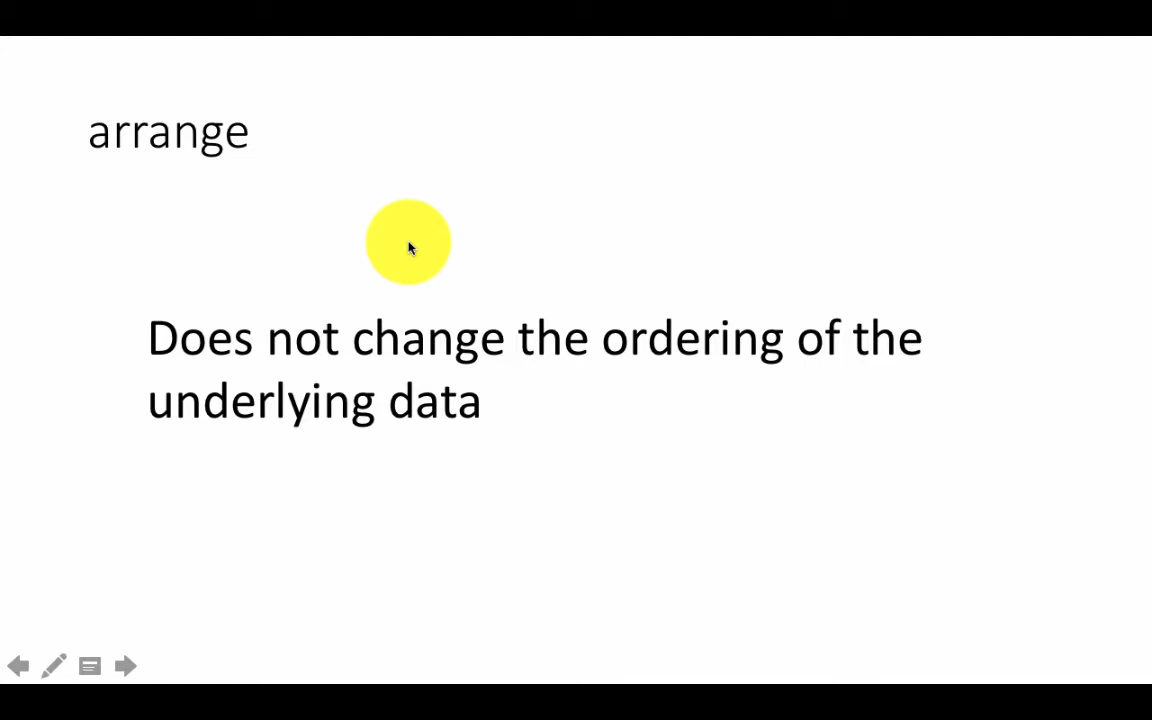 arrange
Does not change the ordering of the
underlying data